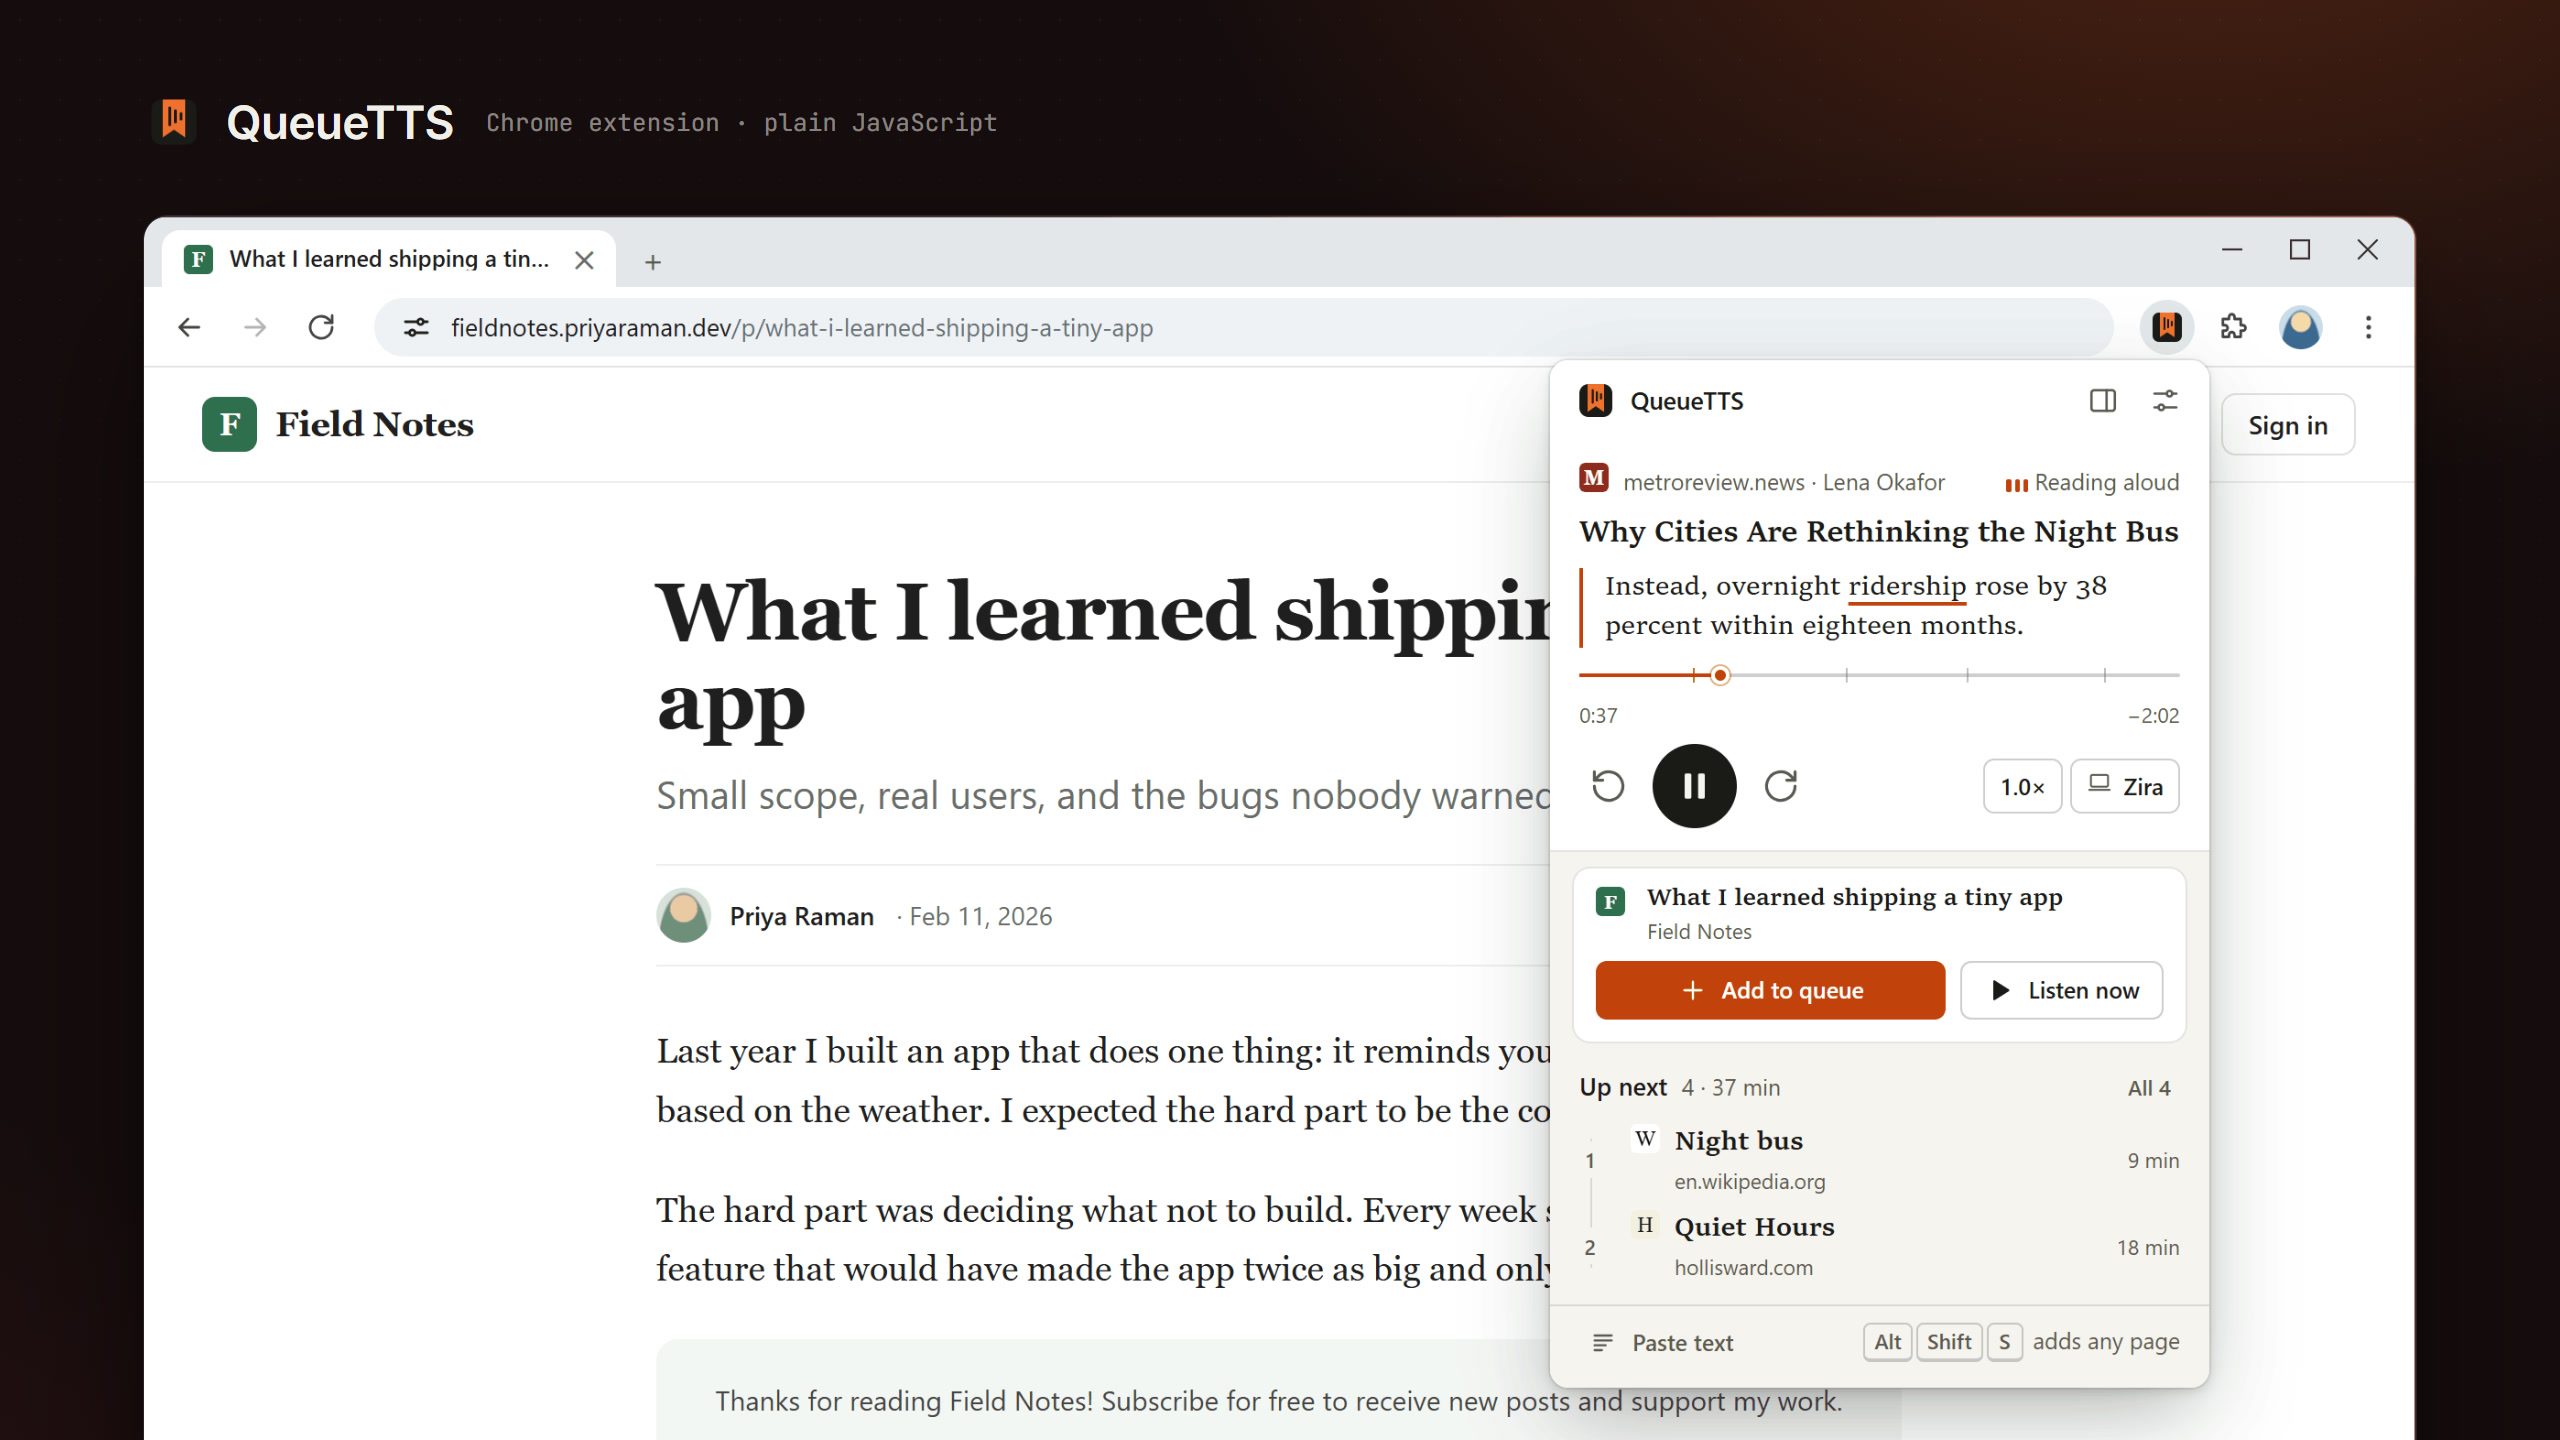 QueueTTS Chrome extension · plain JavaScript
F What I learned shipping a tin...
fieldnotes.priyaraman.dev/p/what-i-learned-shipping-a-tiny-app
F Field Notes
Sign in
What I learned shippin
app
Small scope, real users, and the bugs nobody warned
Priya Raman · Feb 11, 2026
Last year I built an app that does one thing: it reminds you
based on the weather. I expected the hard part to be the co
The hard part was deciding what not to build. Every week s
feature that would have made the app twice as big and only
Thanks for reading Field Notes! Subscribe for free to receive new posts and support my work.
QueueTTS
M metroreview.news · Lena Okafor Reading aloud
Why Cities Are Rethinking the Night Bus
Instead, overnight ridership rose by 38
percent within eighteen months.
0:37 −2:02
1.0× Zira
F What I learned shipping a tiny app
Field Notes
Add to queue Listen now
Up next 4 · 37 min All 4
1 W Night bus 9 min
en.wikipedia.org
2 H Quiet Hours 18 min
hollisward.com
Paste text Alt Shift S adds any page